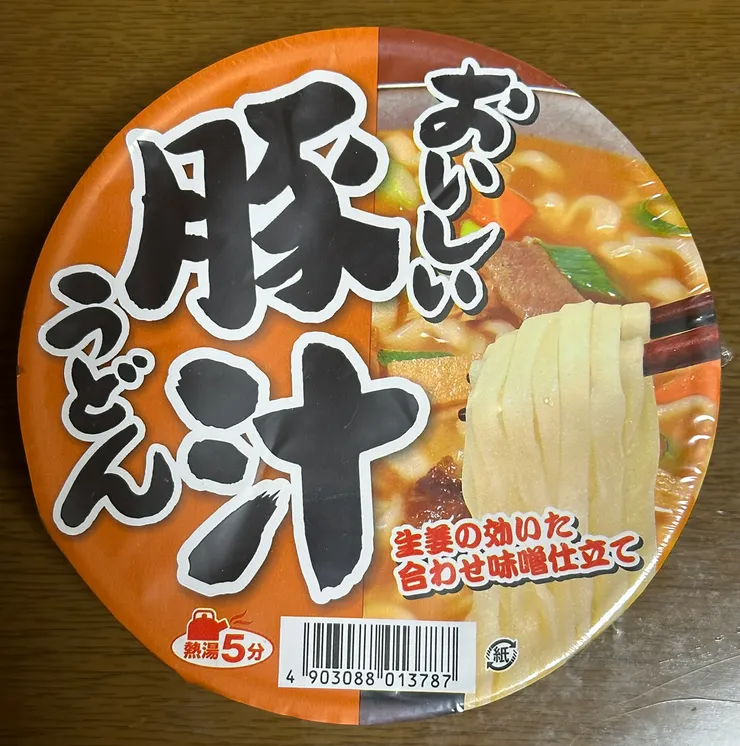 おいしい
豚汁
うどん
生姜の効いた
合わせ味噌仕立て
熱湯5分
4 903088 013787
紙